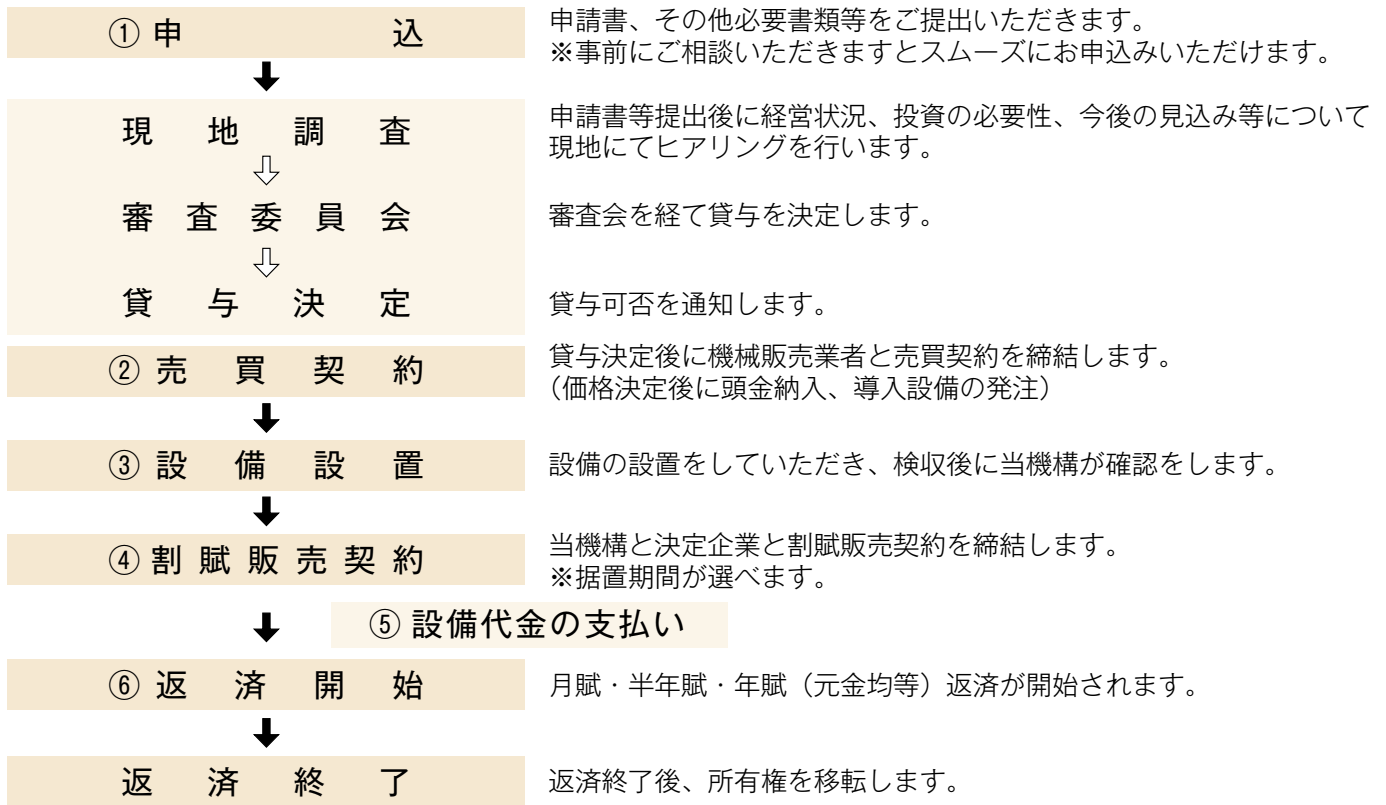 ①申込
申請書、その他必要書類等をご提出いただきます。
※事前にご相談いただきますとスムーズにお申込みいただけます。
現地調査
申請書等提出後に経営状況、投資の必要性、今後の見込み等について
現地にてヒアリングを行います。
審査委員会
審査会を経て貸与を決定します。
貸与決定
貸与可否を通知します。
②売買契約
貸与決定後に機械販売業者と売買契約を締結します。
（価格決定後に頭金納入、導入設備の発注）
③設備設置
設備の設置をしていただき、検収後に当機構が確認をします。
④割賦販売契約
当機構と決定企業と割賦販売契約を締結します。
※据置期間が選べます。
⑤設備代金の支払い
⑥返済開始
月賦・半年賦・年賦（元金均等）返済が開始されます。
返済終了
返済終了後、所有権を移転します。